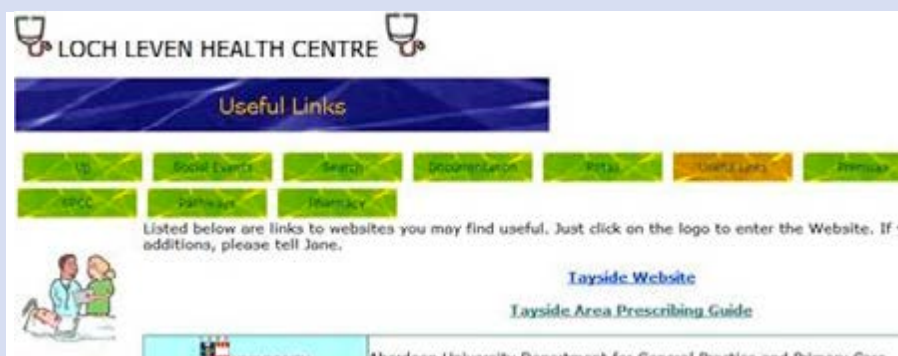 LOCH LEVEN HEALTH CENTRE
Useful Links
Up Social Events Search Documentation Retail Useful Links Premises
Pathways Pharmacy
Listed below are links to websites you may find useful. Just click on the logo to enter the Website. If
additions, please tell Jane.
Tayside Website
Tayside Area Prescribing Guide
Aberdeen University Department for General Practice and Primary Care